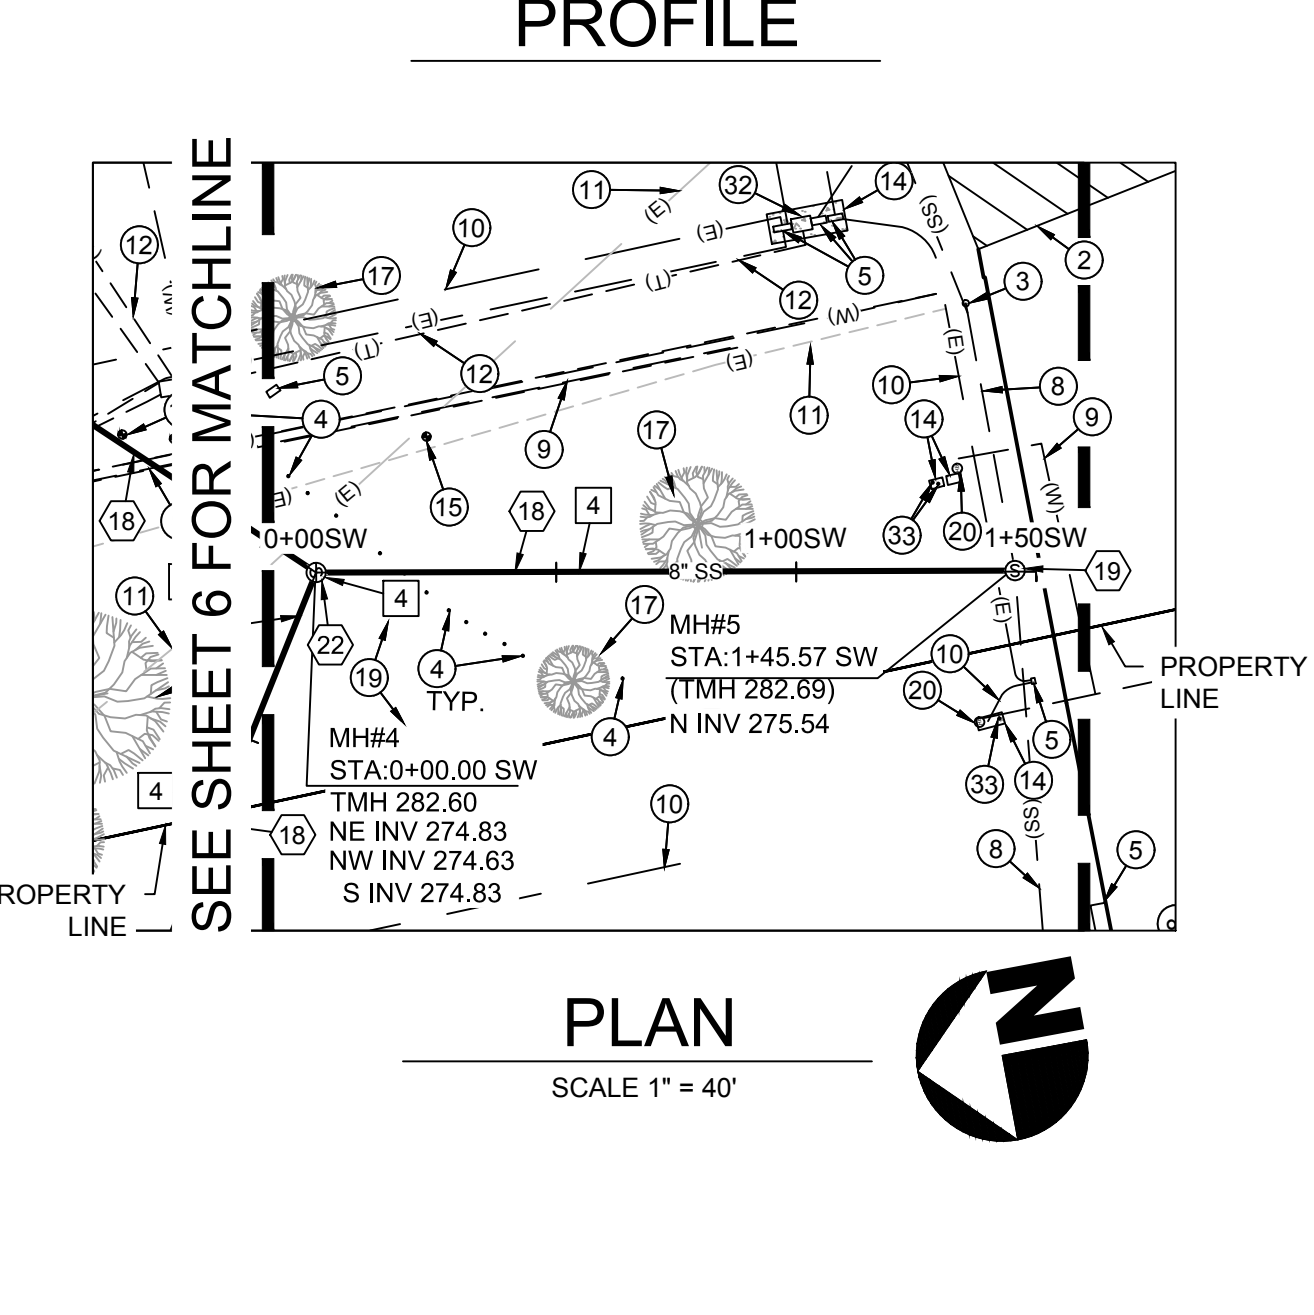 PROFILE
SEE SHEET 6 FOR MATCHLINE
11
32
14
(E)
(SS)
12
10
(E)
2
17
5
3
(T)
12
(W)
(E)
(T)
12
(W)
(E)
(E)
5
10
8
4
9
11
14
9
17
(E)
(E)
15
18
18
4
33
20
(W)
0+00SW
1+00SW
1+50SW
8" SS
S
19
11
4
22
17
(E)
19
4
TYP.
MH#5
STA:1+45.57 SW
(TMH 282.69)
N INV 275.54
10
20
PROPERTY
LINE
4
5
MH#4
STA:0+00.00 SW
TMH 282.60
NE INV 274.83
NW INV 274.63
S INV 274.83
4
33
14
10
(SS)
18
8
5
ROPERTY
LINE
PLAN
SCALE 1" = 40'
N